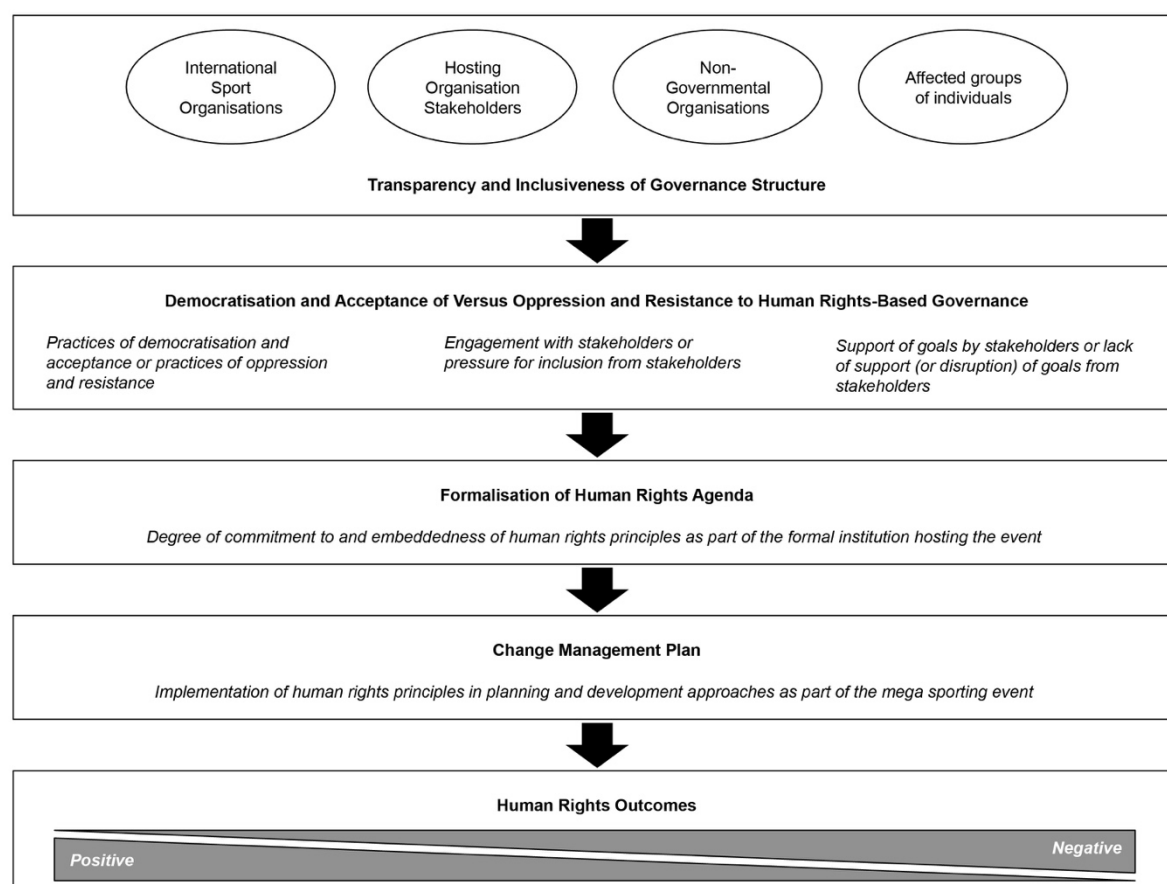 International
Sport
Organisations
Hosting
Organisation
Stakeholders
Non-
Governmental
Organisations
Affected groups
of individuals
Transparency and Inclusiveness of Governance Structure
Democratisation and Acceptance of Versus Oppression and Resistance to Human Rights-Based Governance
Practices of democratisation and
acceptance or practices of oppression
and resistance
Engagement with stakeholders or
pressure for inclusion from stakeholders
Support of goals by stakeholders or lack
of support (or disruption) of goals from
stakeholders
Formalisation of Human Rights Agenda
Degree of commitment to and embeddedness of human rights principles as part of the formal institution hosting the event
Change Management Plan
Implementation of human rights principles in planning and development approaches as part of the mega sporting event
Human Rights Outcomes
Positive
Negative